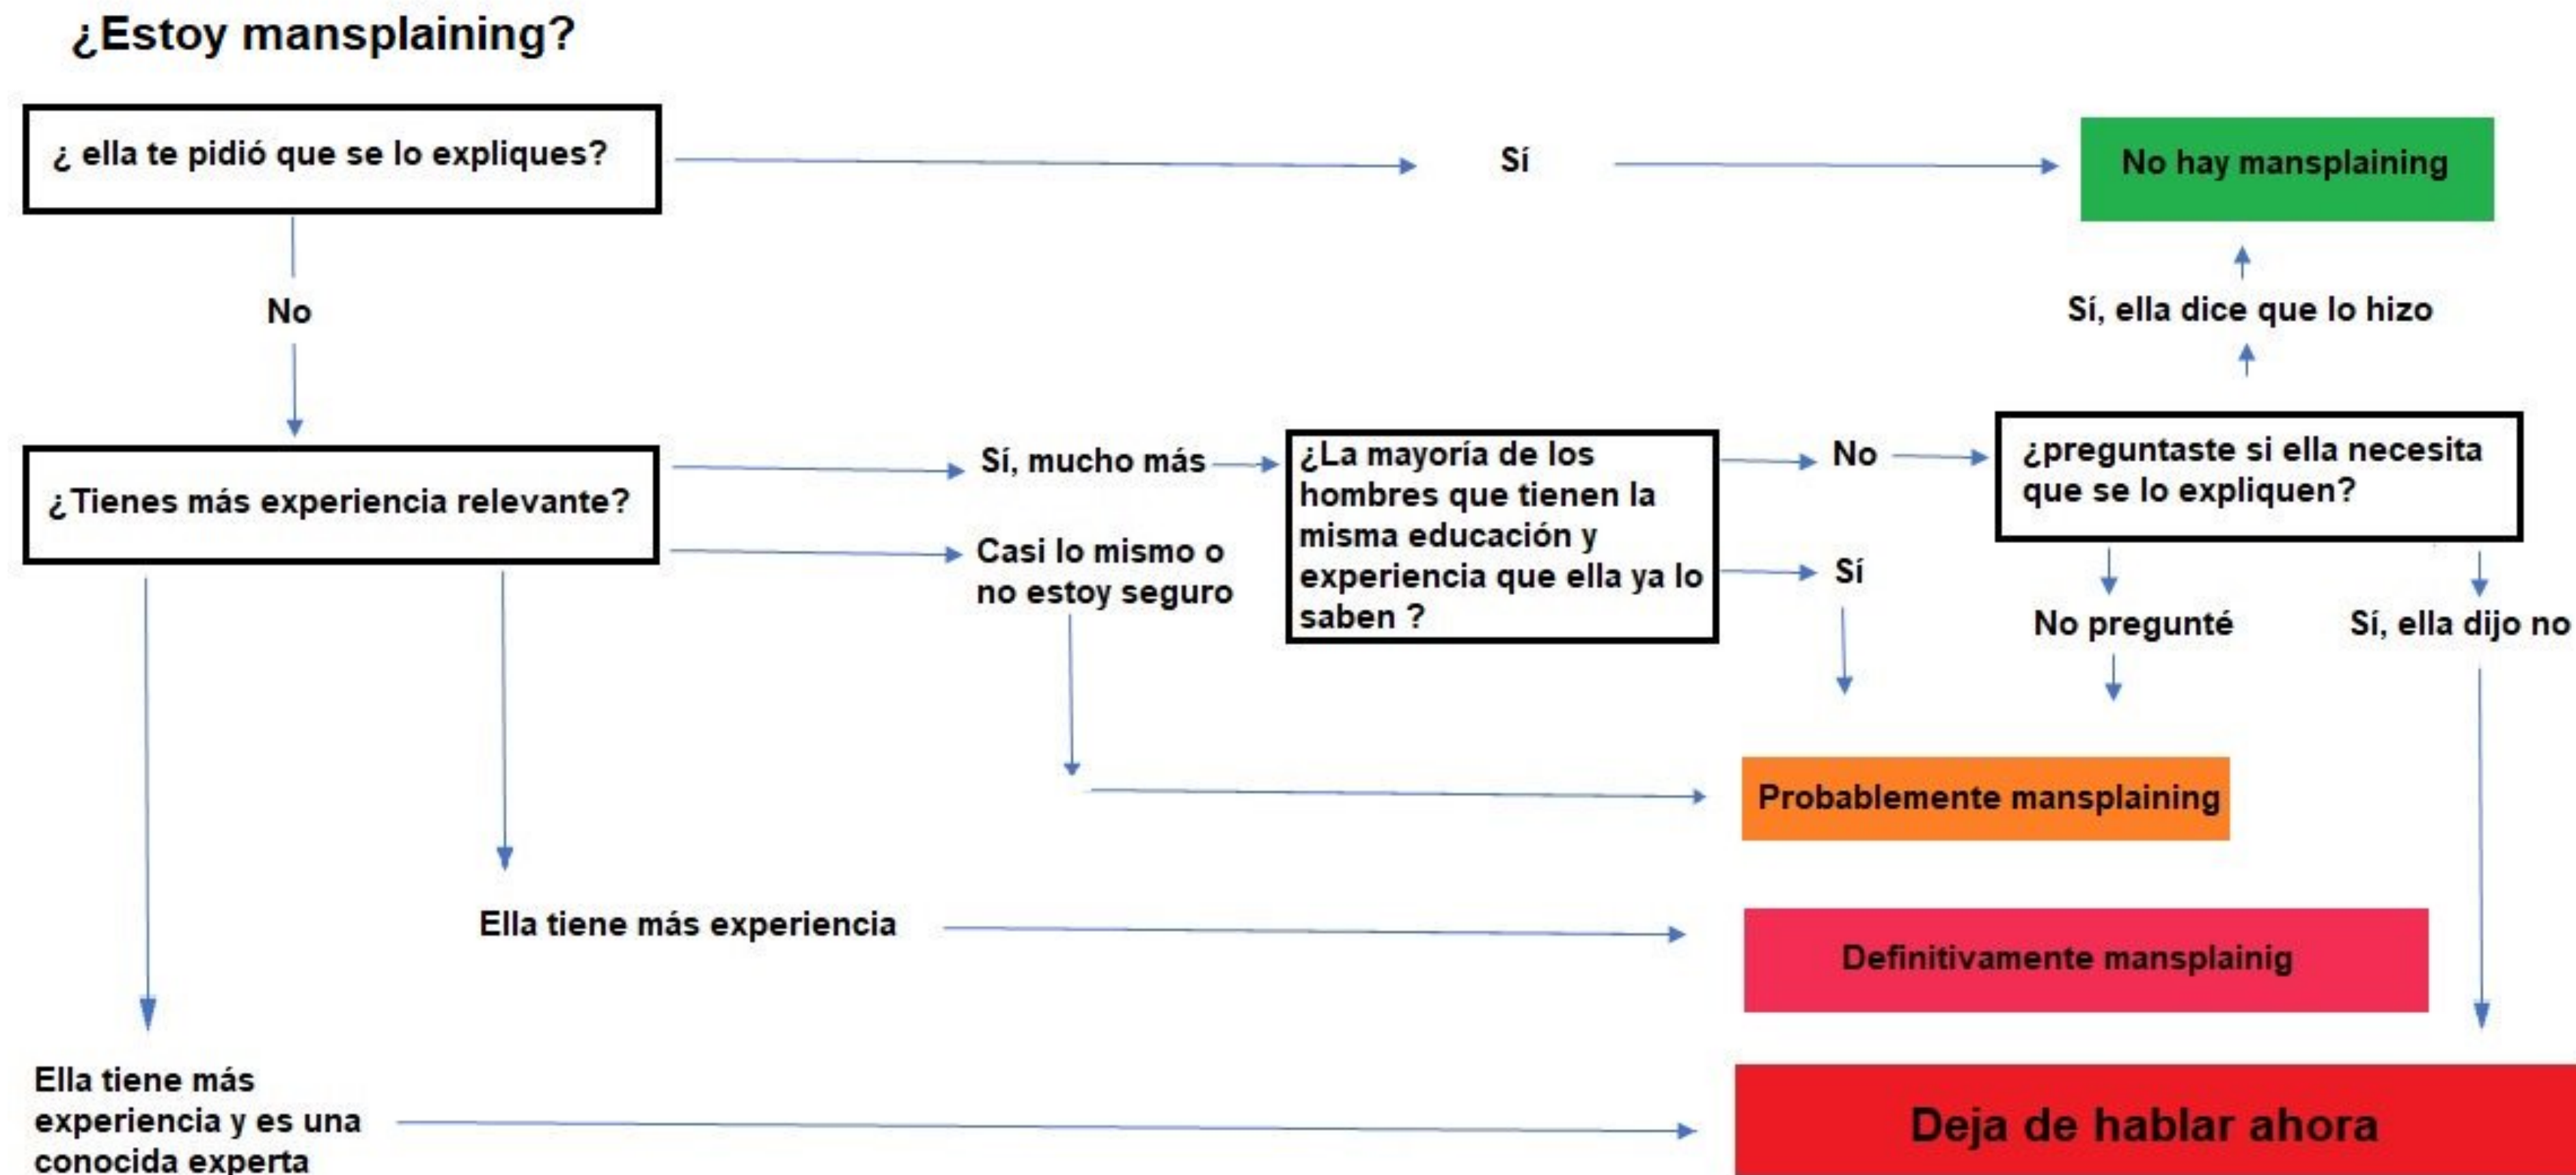 ¿Estoy mansplaining?
¿ ella te pidió que se lo expliques?
Sí
No hay mansplaining
No
Sí, ella dice que lo hizo
¿Tienes más experiencia relevante?
Sí, mucho más
Casi lo mismo o
no estoy seguro
¿La mayoría de los
hombres que tienen la
misma educación y
experiencia que ella ya lo
saben ?
No
Sí
¿preguntaste si ella necesita
que se lo expliquen?
No pregunté
Sí, ella dijo no
Probablemente mansplaining
Ella tiene más experiencia
Definitivamente mansplainig
Ella tiene más
experiencia y es una
conocida experta
Deja de hablar ahora